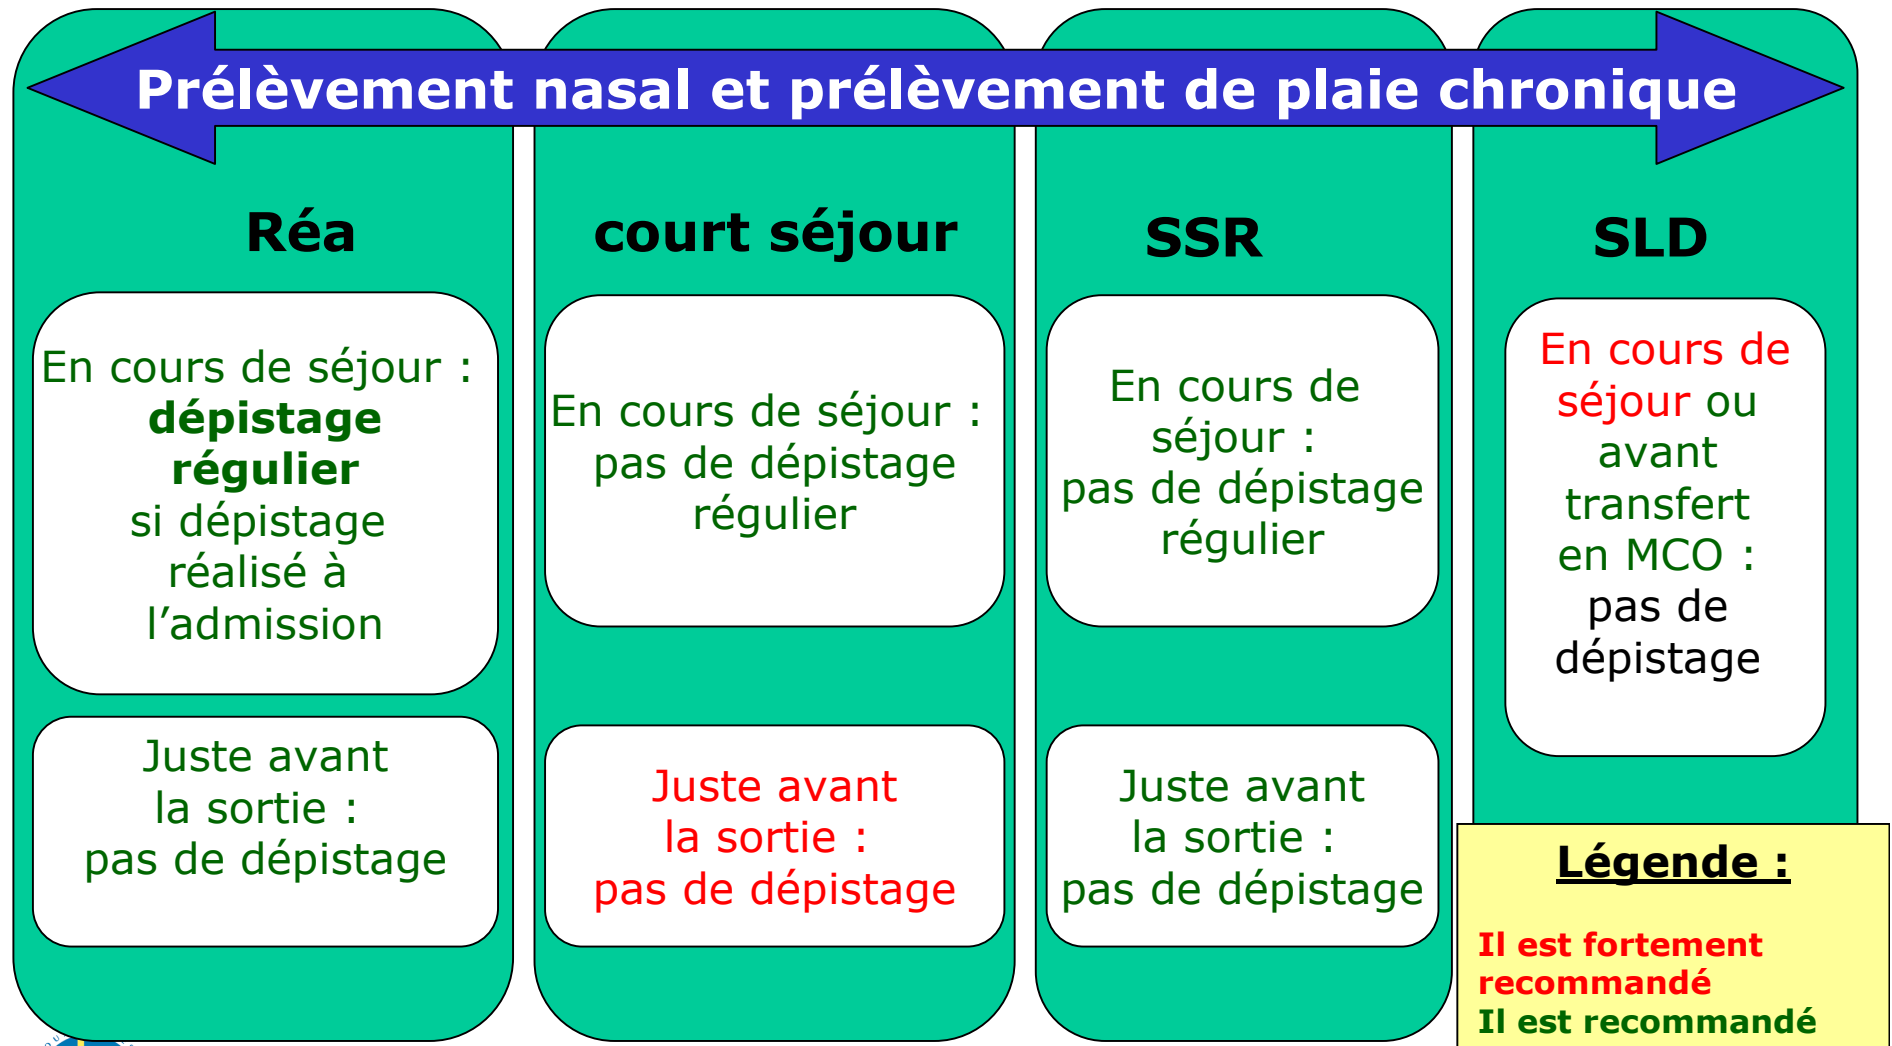 Prélèvement nasal et prélèvement de plaie chronique
Réa
En cours de séjour :
dépistage
régulier
si dépistage
réalisé à
l’admission
Juste avant
la sortie :
pas de dépistage
court séjour
En cours de séjour :
pas de dépistage
régulier
Juste avant
la sortie :
pas de dépistage
SSR
En cours de
séjour :
pas de dépistage
régulier
Juste avant
la sortie :
pas de dépistage
SLD
En cours de
séjour ou
avant
transfert
en MCO :
pas de
dépistage
Légende :
Il est fortement
recommandé
Il est recommandé